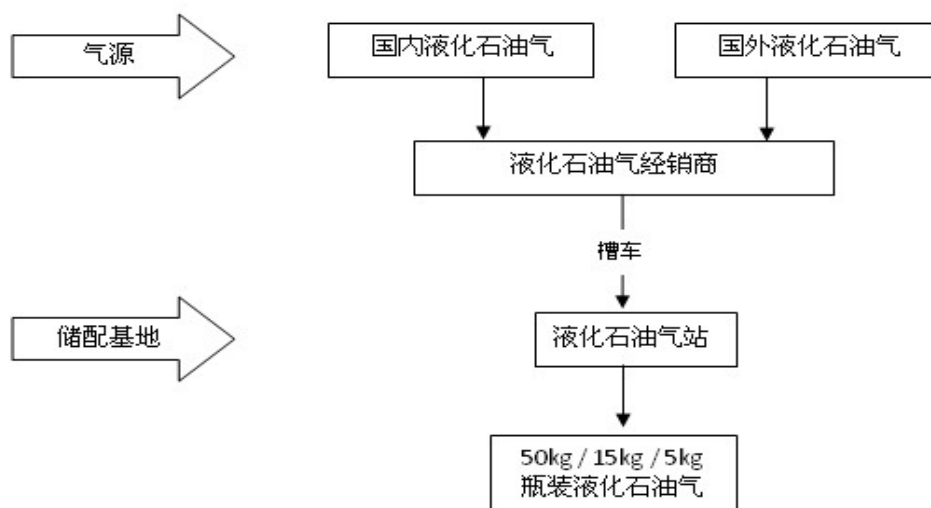 气源
国内液化石油气
国外液化石油气
液化石油气经销商
槽车
储配基地
液化石油气站
50kg / 15kg / 5kg
瓶装液化石油气